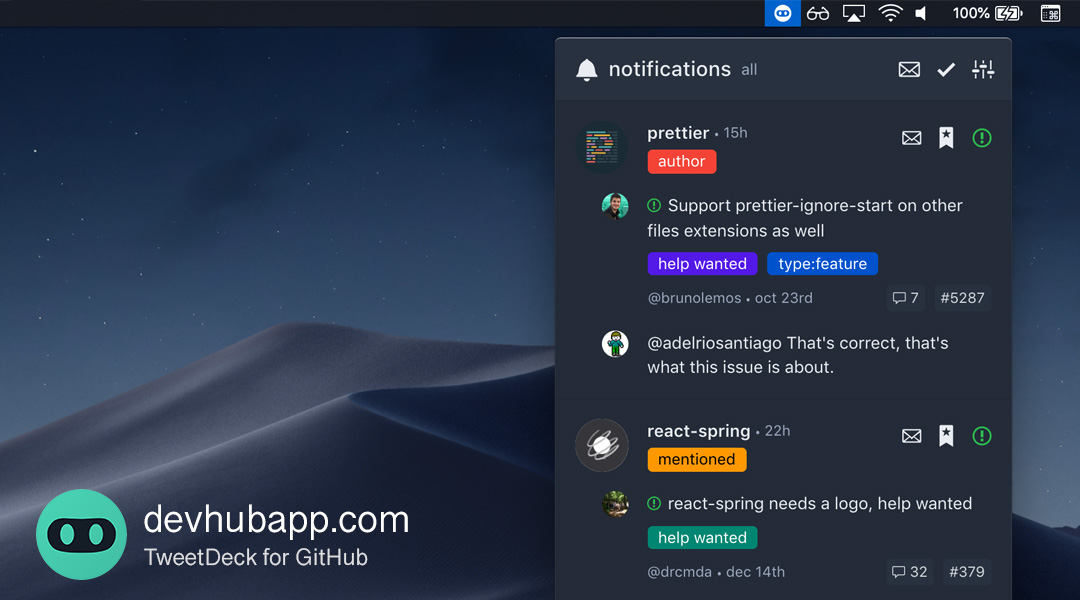 100%
notifications all
prettier • 15h
author
Support prettier-ignore-start on other
files extensions as well
help wanted type:feature
@brunolemos • oct 23rd 7 #5287
@adelriosantiago That's correct, that's
what this issue is about.
react-spring • 22h
mentioned
react-spring needs a logo, help wanted
help wanted
@drcmda • dec 14th 32 #379
devhubapp.com
TweetDeck for GitHub